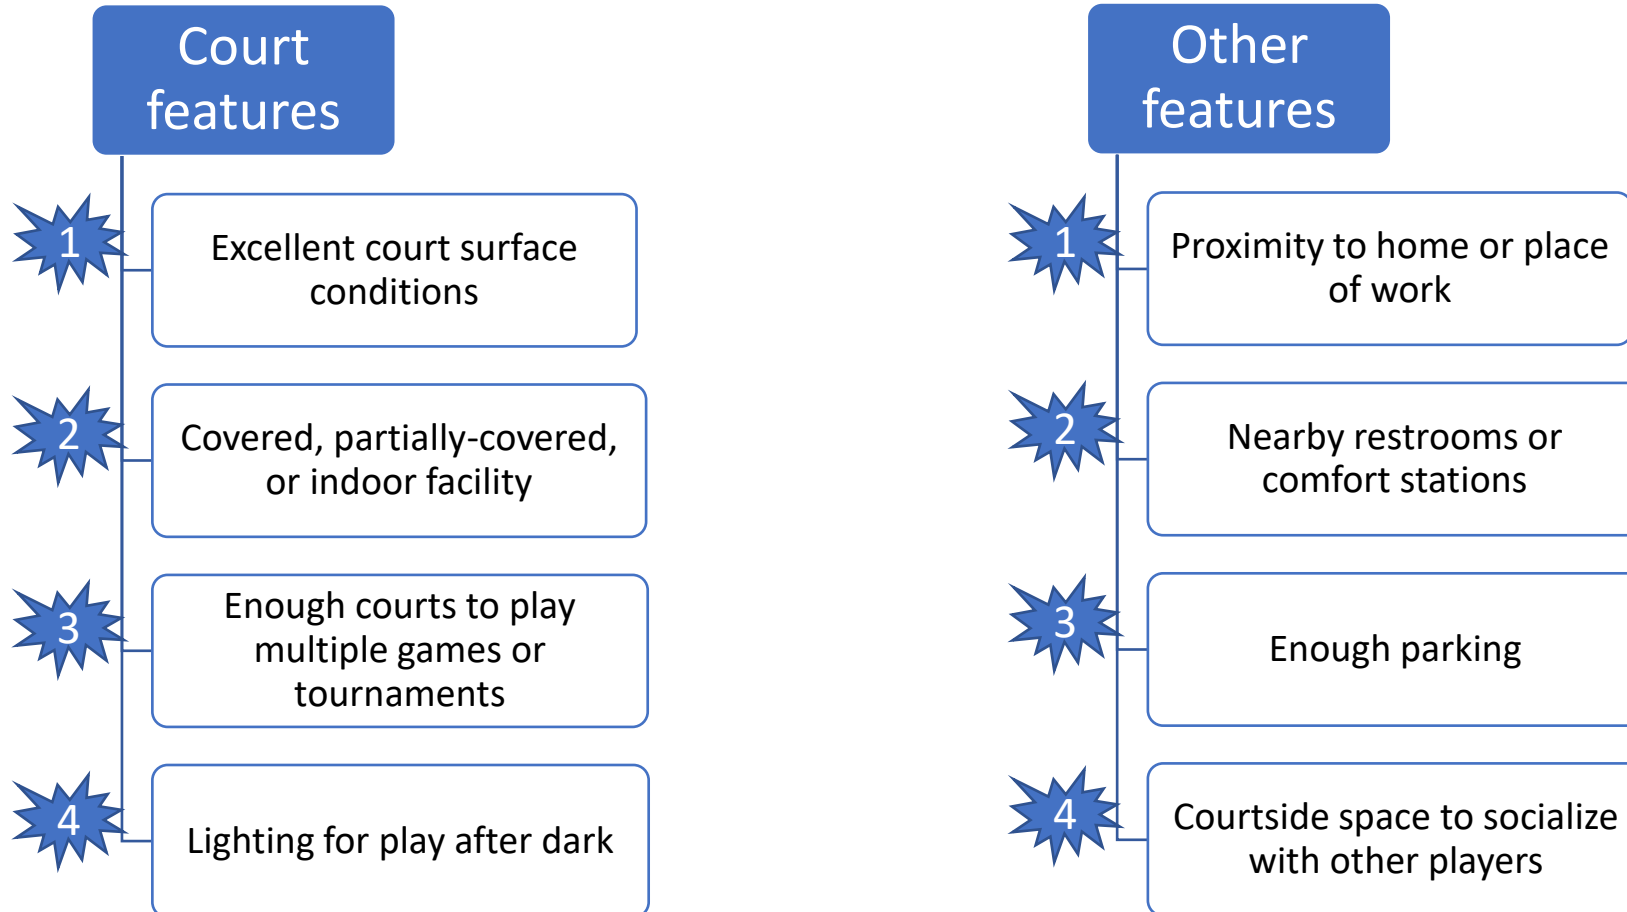 Court
features
1
Excellent court surface
conditions
2
Covered, partially-covered,
or indoor facility
3
Enough courts to play
multiple games or
tournaments
4
Lighting for play after dark
Other
features
1
Proximity to home or place
of work
2
Nearby restrooms or
comfort stations
3
Enough parking
4
Courtside space to socialize
with other players